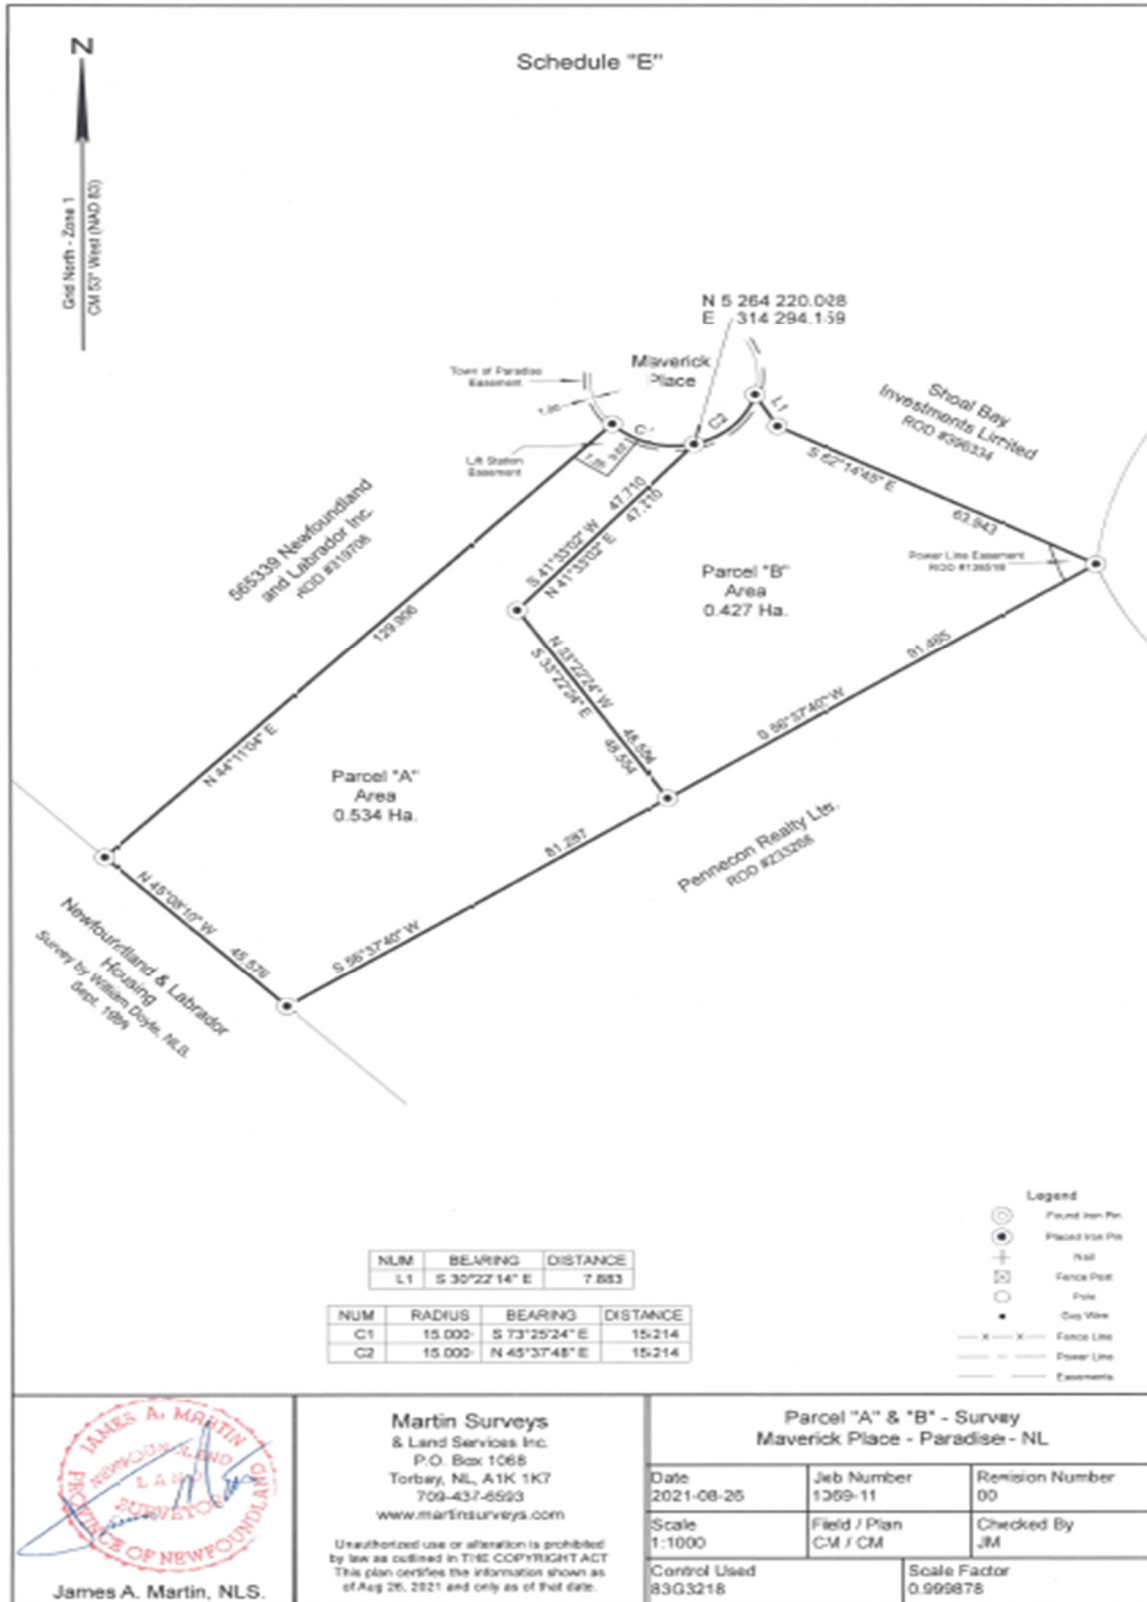 Schedule "E"
N
Grid North - Zone 1
CM 53° West (NAD 83)
N 5 264 220.028
E 314 294.159
Maverick
Place
Town of Paradise
Easement
Lift Station
Easement
L1
C2
Shoal Bay
Investments Limited
ROD #396334
S 62°14'45" E
63.943
Power Line Easement
565339 Newfoundland
and Labrador Inc.
ROD #319706
129.906
N 44°11'04" E
S 41°33'02" W 47.710
N 41°33'02" E 47.710
Parcel "B"
Area
0.427 Ha.
91.465
S 56°37'40" W
N 33°22'24" W
S 33°22'24" E
48.554
Parcel "A"
Area
0.534 Ha.
81.287
S 56°37'40" W
Pennecon Realty Ltd.
N 45°08'10" W 45.576
Newfoundland & Labrador
Housing
Survey by William Doyle, NLS.
Legend
Found Iron Pin
Placed Iron Pin
Nail
Fence Post
Pole
Guy Wire
Fence Line
Power Line
Easements
NUM BEARING DISTANCE
L1 S 30°22'14" E 7.883
NUM RADIUS BEARING DISTANCE
C1 15.000 S 73°25'24" E 15.214
C2 15.000 N 45°37'48" E 15.214
JAMES A. MARTIN
NEWFOUNDLAND
LAND
SURVEYOR
PROVINCE OF NEWFOUNDLAND
James A. Martin, NLS.
Martin Surveys
& Land Services Inc.
P.O. Box 1068
Torbay, NL, A1K 1K7
709-437-6593
www.martinsurveys.com
Unauthorized use or alteration is prohibited
by law as outlined in THE COPYRIGHT ACT
This plan certifies the information shown as
of Aug 26, 2021 and only as of that date.
Parcel "A" & "B" - Survey
Maverick Place - Paradise - NL
Date
2021-08-26
Job Number
1369-11
Revision Number
00
Scale
1:1000
Field / Plan
CM / CM
Checked By
JM
Control Used
83G3218
Scale Factor
0.999878